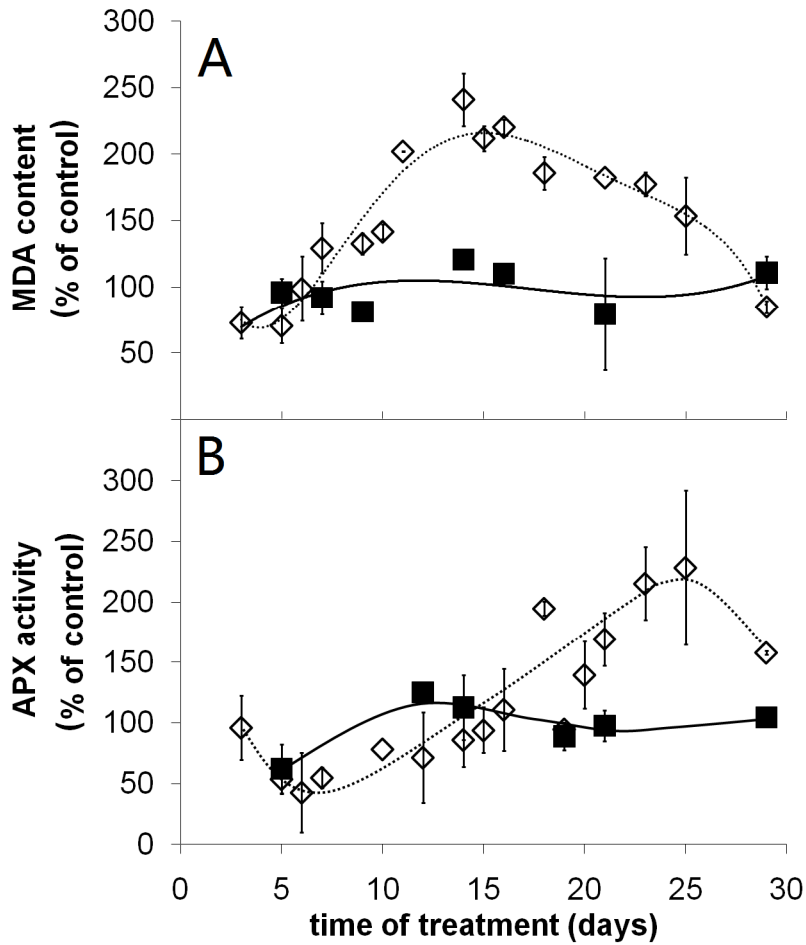 300
A
250
200
150
100
50
MDA content
(% of control)
B
300
250
200
150
100
50
0
APX activity
(% of control)
0 5 10 15 20 25 30
time of treatment (days)